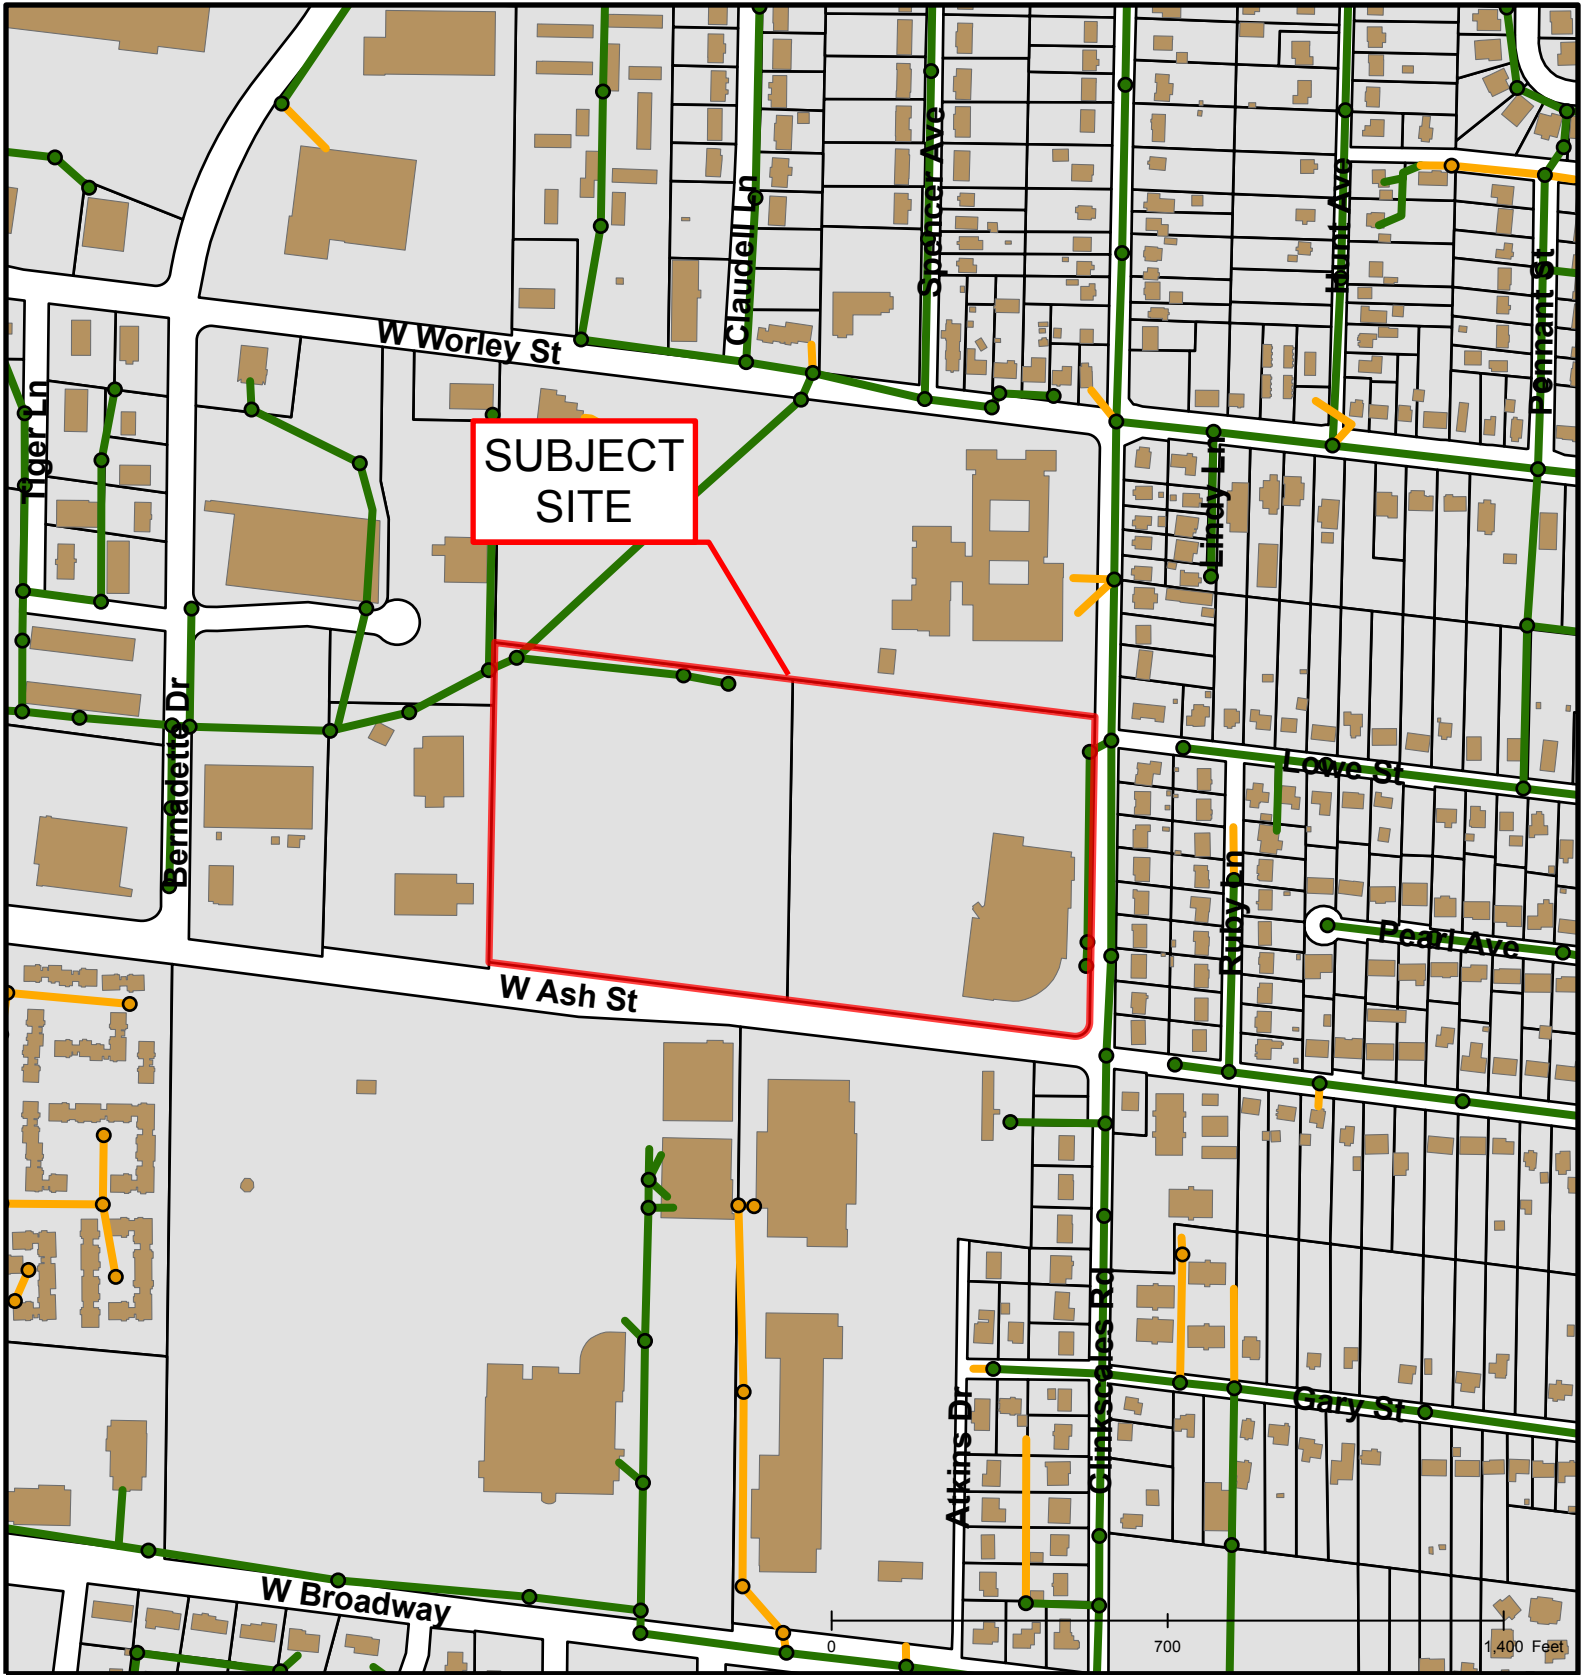 Spencer Ave
Hunt Ave
Claudell Ln
Pennant St
W Worley St
Tiger Ln
SUBJECT
SITE
Lindy Ln
Bernadette Dr
Lowe St
Ruby Ln
Pearl Ave
W Ash St
Clinkscales Rd
Atkins Dr
Gary St
W Broadway
0 700 1,400 Feet